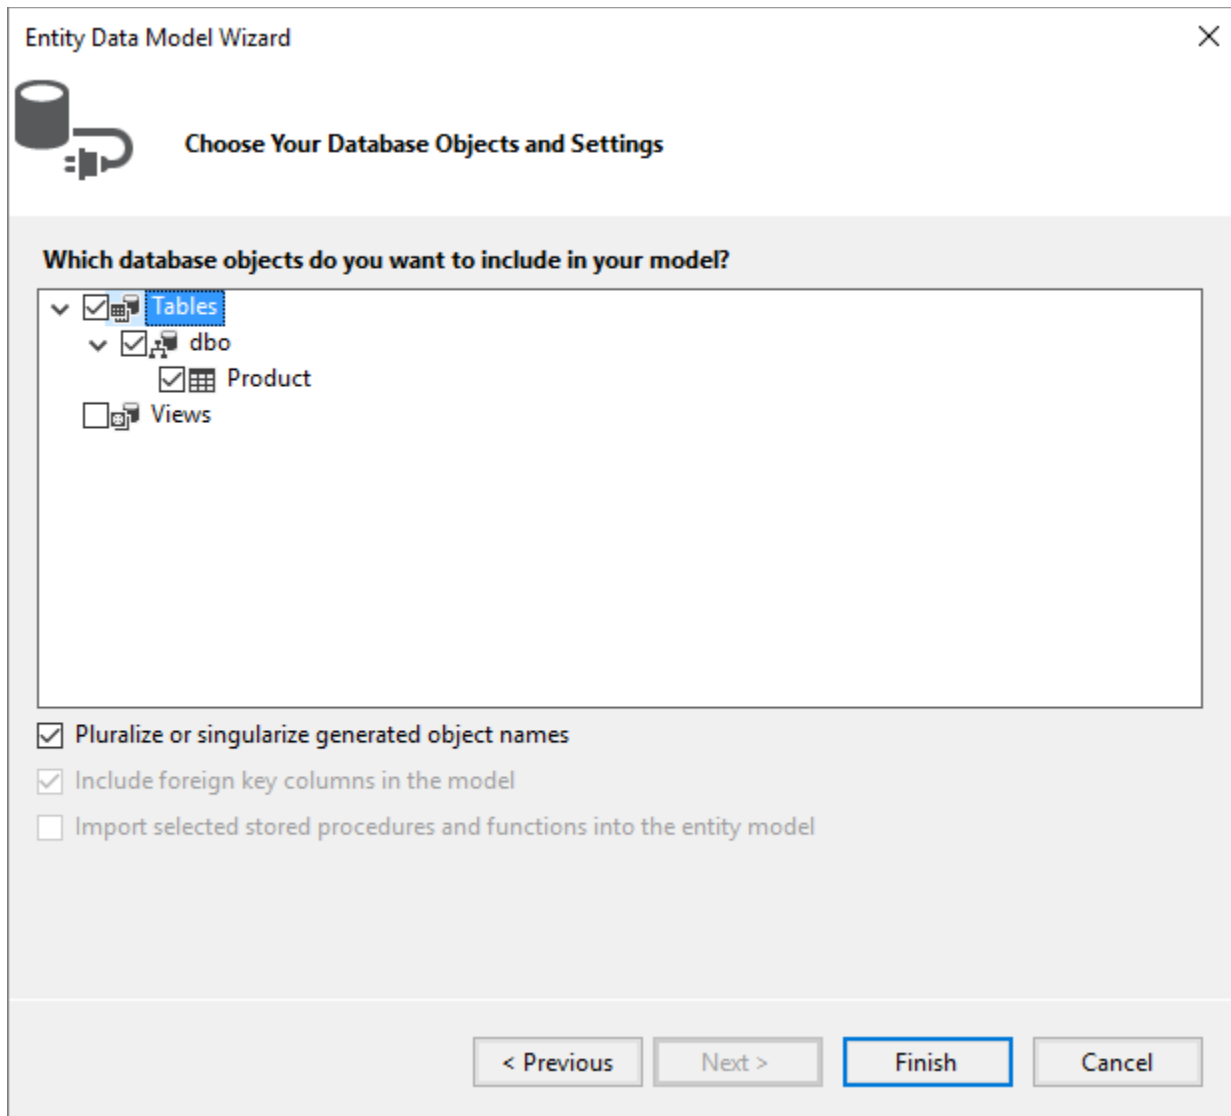 Entity Data Model Wizard
Choose Your Database Objects and Settings
Which database objects do you want to include in your model?
Tables
dbo
Product
Views
Pluralize or singularize generated object names
Include foreign key columns in the model
Import selected stored procedures and functions into the entity model
< Previous Next > Finish Cancel